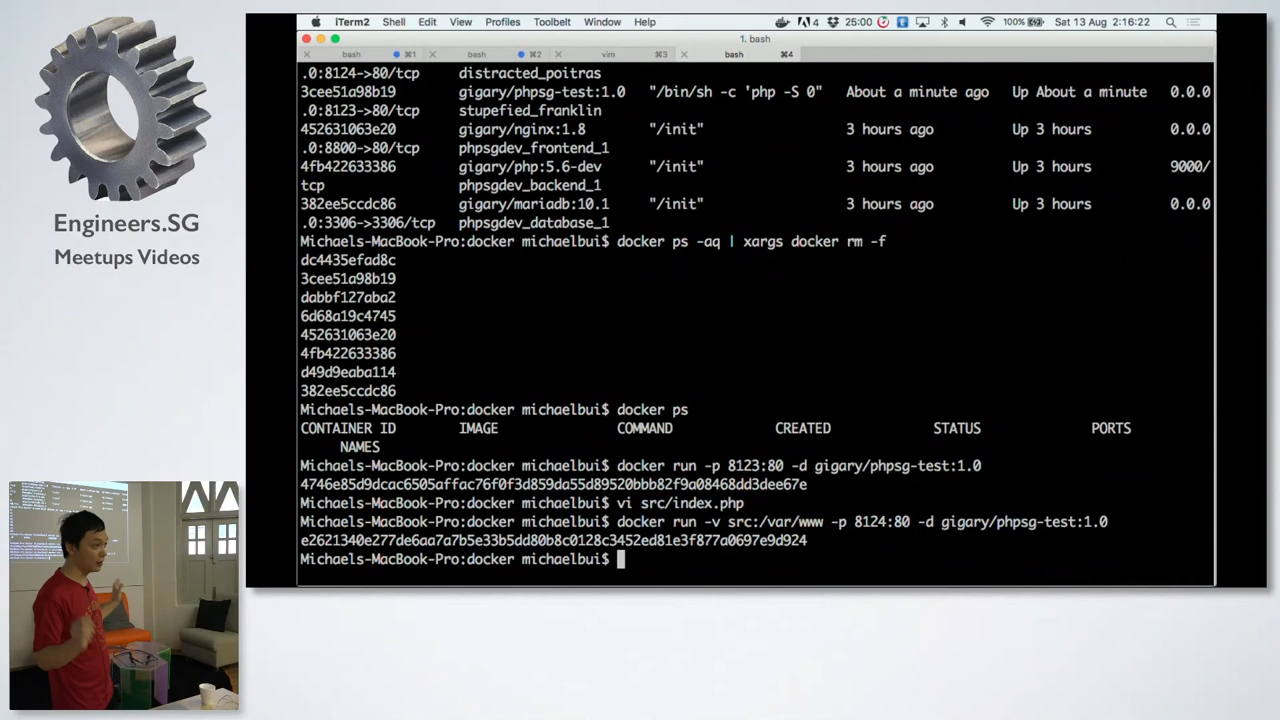 iTerm2 Shell Edit View Profiles Toolbelt Window Help 4 25:00 100% Sat 13 Aug 2:16:22
1. bash
bash ⌘1 bash ⌘2 vim ⌘3 bash ⌘4
.0:8124->80/tcp distracted_poitras
3cee51a98b19 gigary/phpsg-test:1.0 "/bin/sh -c 'php -S 0" About a minute ago Up About a minute 0.0.0
.0:8123->80/tcp stupefied_franklin
452631063e20 gigary/nginx:1.8 "/init" 3 hours ago Up 3 hours 0.0.0
.0:8800->80/tcp phpsgdev_frontend_1
4fb422633386 gigary/php:5.6-dev "/init" 3 hours ago Up 3 hours 9000/
tcp phpsgdev_backend_1
382ee5ccdc86 gigary/mariadb:10.1 "/init" 3 hours ago Up 3 hours 0.0.0
.0:3306->3306/tcp phpsgdev_database_1
Michaels-MacBook-Pro:docker michaelbui$ docker ps -aq | xargs docker rm -f
dc4435efad8c
3cee51a98b19
dabbf127aba2
6d68a19c4745
452631063e20
4fb422633386
d49d9eaba114
382ee5ccdc86
Michaels-MacBook-Pro:docker michaelbui$ docker ps
CONTAINER ID IMAGE COMMAND CREATED STATUS PORTS
NAMES
Michaels-MacBook-Pro:docker michaelbui$ docker run -p 8123:80 -d gigary/phpsg-test:1.0
4746e85d9dcac6505affac76f0f3d859da55d89520bbb82f9a08468dd3dee67e
Michaels-MacBook-Pro:docker michaelbui$ vi src/index.php
Michaels-MacBook-Pro:docker michaelbui$ docker run -v src:/var/www -p 8124:80 -d gigary/phpsg-test:1.0
e2621340e277de6aa7a7b5e33b5dd80b8c0128c3452ed81e3f877a0697e9d924
Michaels-MacBook-Pro:docker michaelbui$
Engineers.SG
Meetups Videos